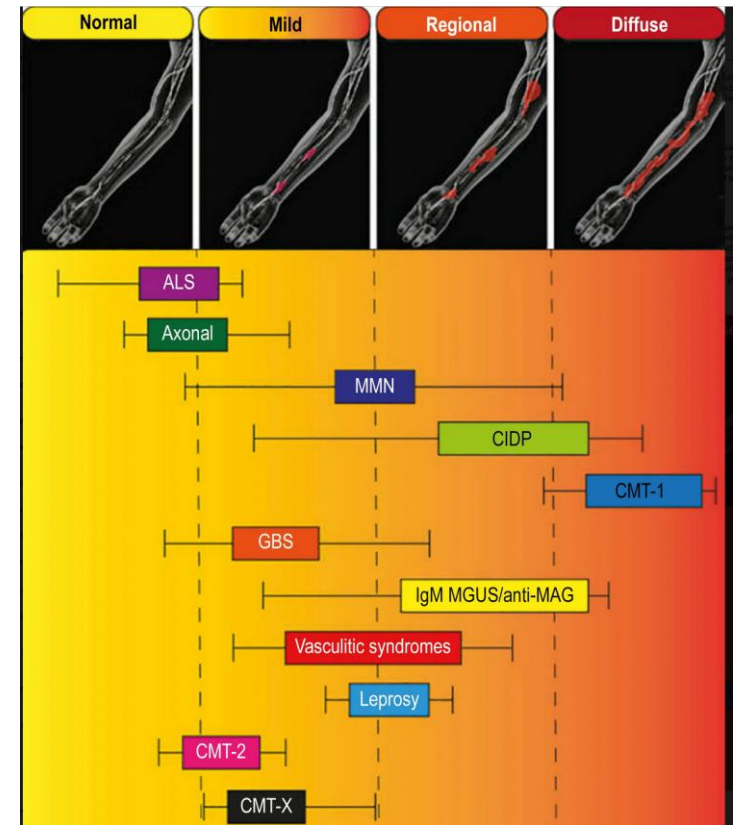 Normal
Mild
Regional
Diffuse
ALS
Axonal
MMN
CIDP
CMT-1
GBS
IgM MGUS/anti-MAG
Vasculitic syndromes
Leprosy
CMT-2
CMT-X